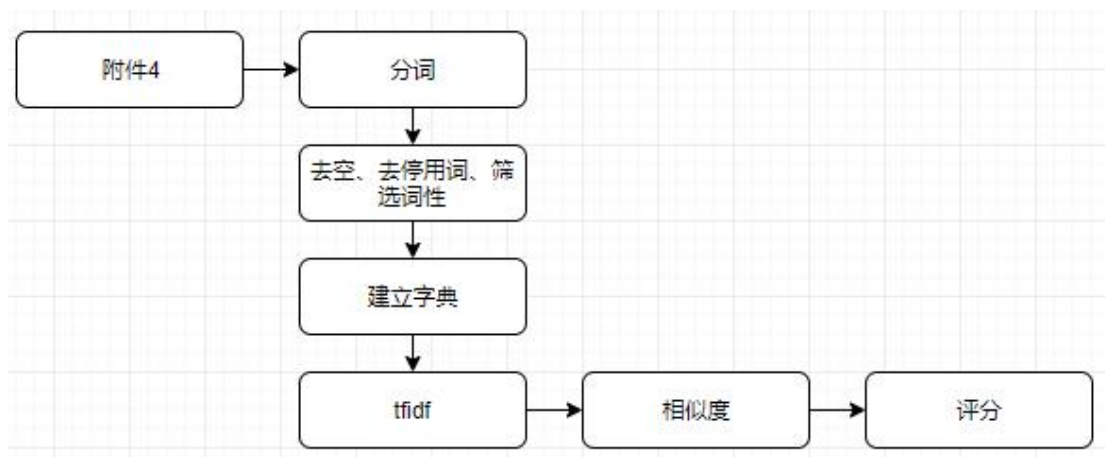 附件4
分词
去空、去停用词、筛
选词性
建立字典
tfidf
相似度
评分